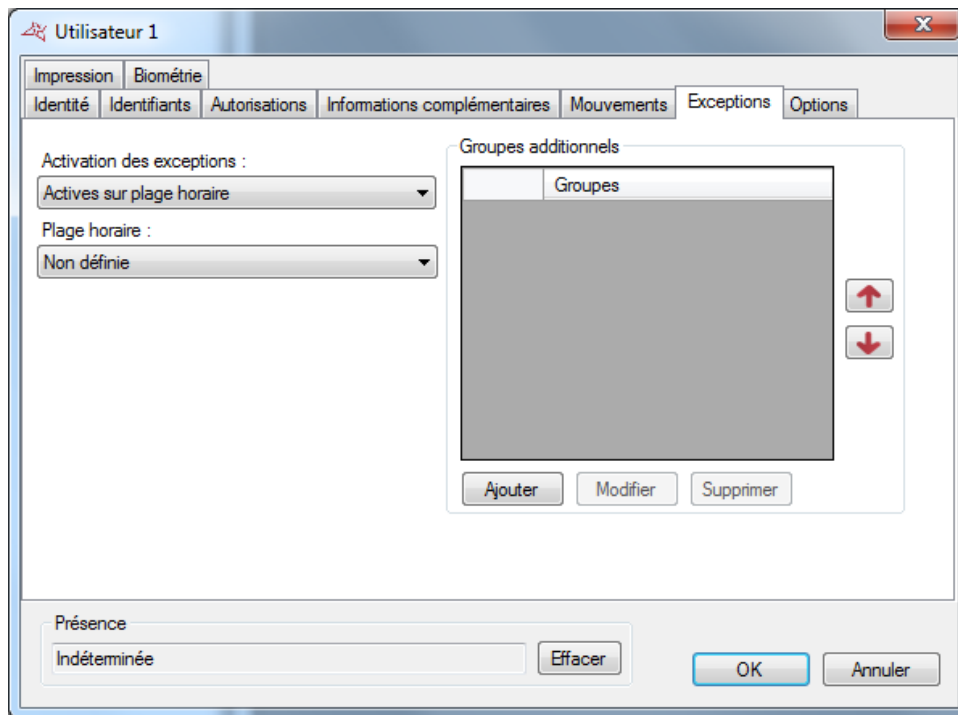 Utilisateur 1
Impression Biométrie
Identité Identifiants Autorisations Informations complémentaires Mouvements Exceptions Options
Activation des exceptions :
Actives sur plage horaire
Plage horaire :
Non définie
Groupes additionnels
Groupes
Ajouter Modifier Supprimer
Présence
Indéterminée Effacer
OK Annuler